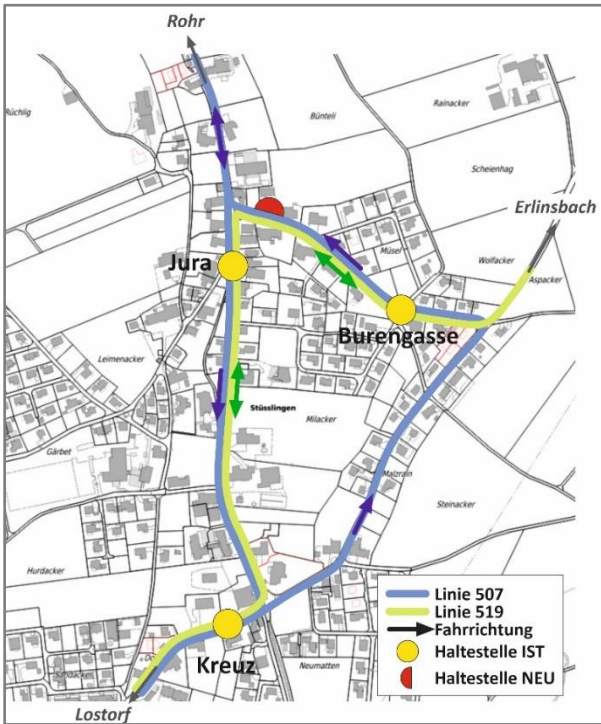 Rohr
Rüchlig
Rainacker
Bünteli
Scheienhag
Erlinsbach
Müsel
Wolfacker
Jura
Aspacker
Burengasse
Leimenacker
Stüsslingen
Milacker
Gärbet
Malzrain
Steinacker
Hurdacker
Linie 507
Linie 519
Fahrrichtung
Haltestelle IST
Haltestelle NEU
Kreuz
Neumatten
Lostorf